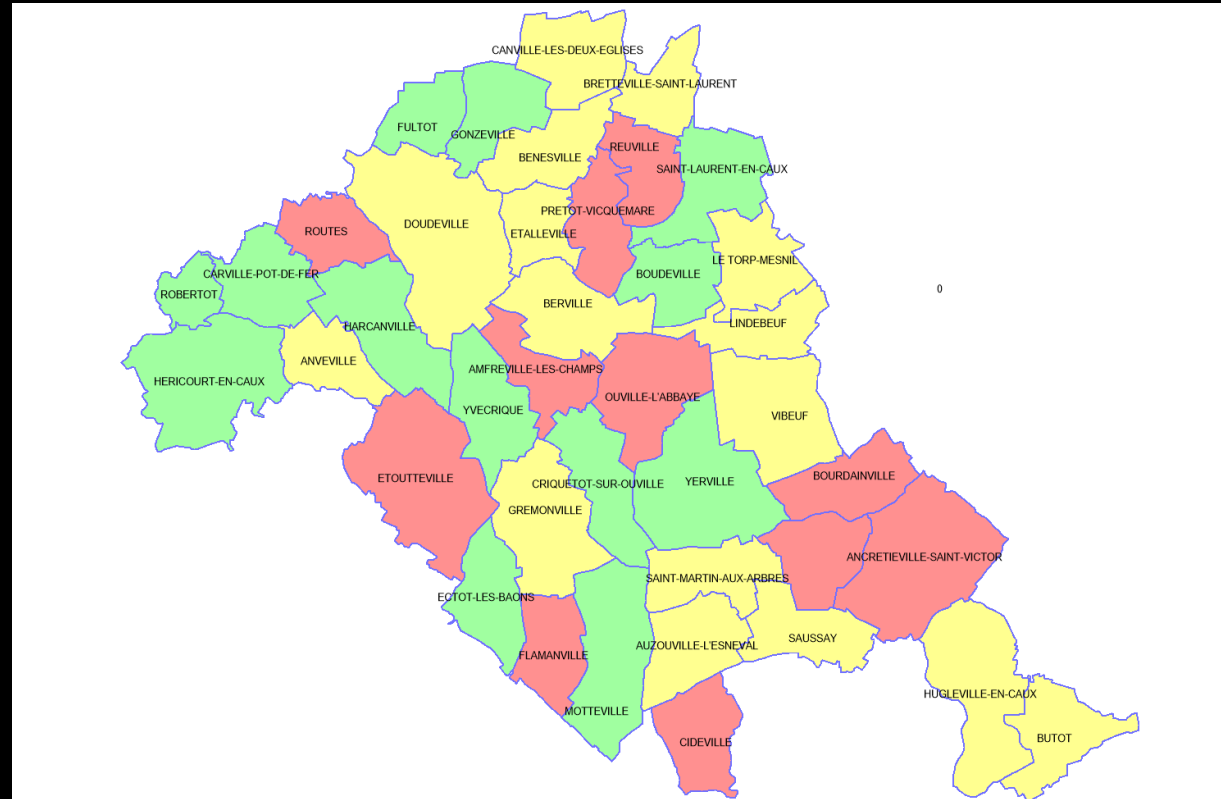 CANVILLE-LES-DEUX-EGLISES
BRETTEVILLE-SAINT-LAURENT
FULTOT
GONZEVILLE
REUVILLE
BENESVILLE
SAINT-LAURENT-EN-CAUX
PRETOT-VICQUEMARE
DOUDEVILLE
ROUTES
ETALLEVILLE
LE TORP-MESNIL
CARVILLE-POT-DE-FER
BOUDEVILLE
0
ROBERTOT
BERVILLE
HARCANVILLE
LINDEBEUF
ANVEVILLE
AMFREVILLE-LES-CHAMPS
HERICOURT-EN-CAUX
OUVILLE-L'ABBAYE
YVECRIQUE
VIBEUF
ETOUTTEVILLE
BOURDAINVILLE
YERVILLE
CRIQUETOT-SUR-OUVILLE
GREMONVILLE
ANCRETIEVILLE-SAINT-VICTOR
SAINT-MARTIN-AUX-ARBRES
ECTOT-LES-BAONS
SAUSSAY
AUZOUVILLE-L'ESNEVAL
FLAMANVILLE
HUGLEVILLE-EN-CAUX
MOTTEVILLE
BUTOT
CIDEVILLE